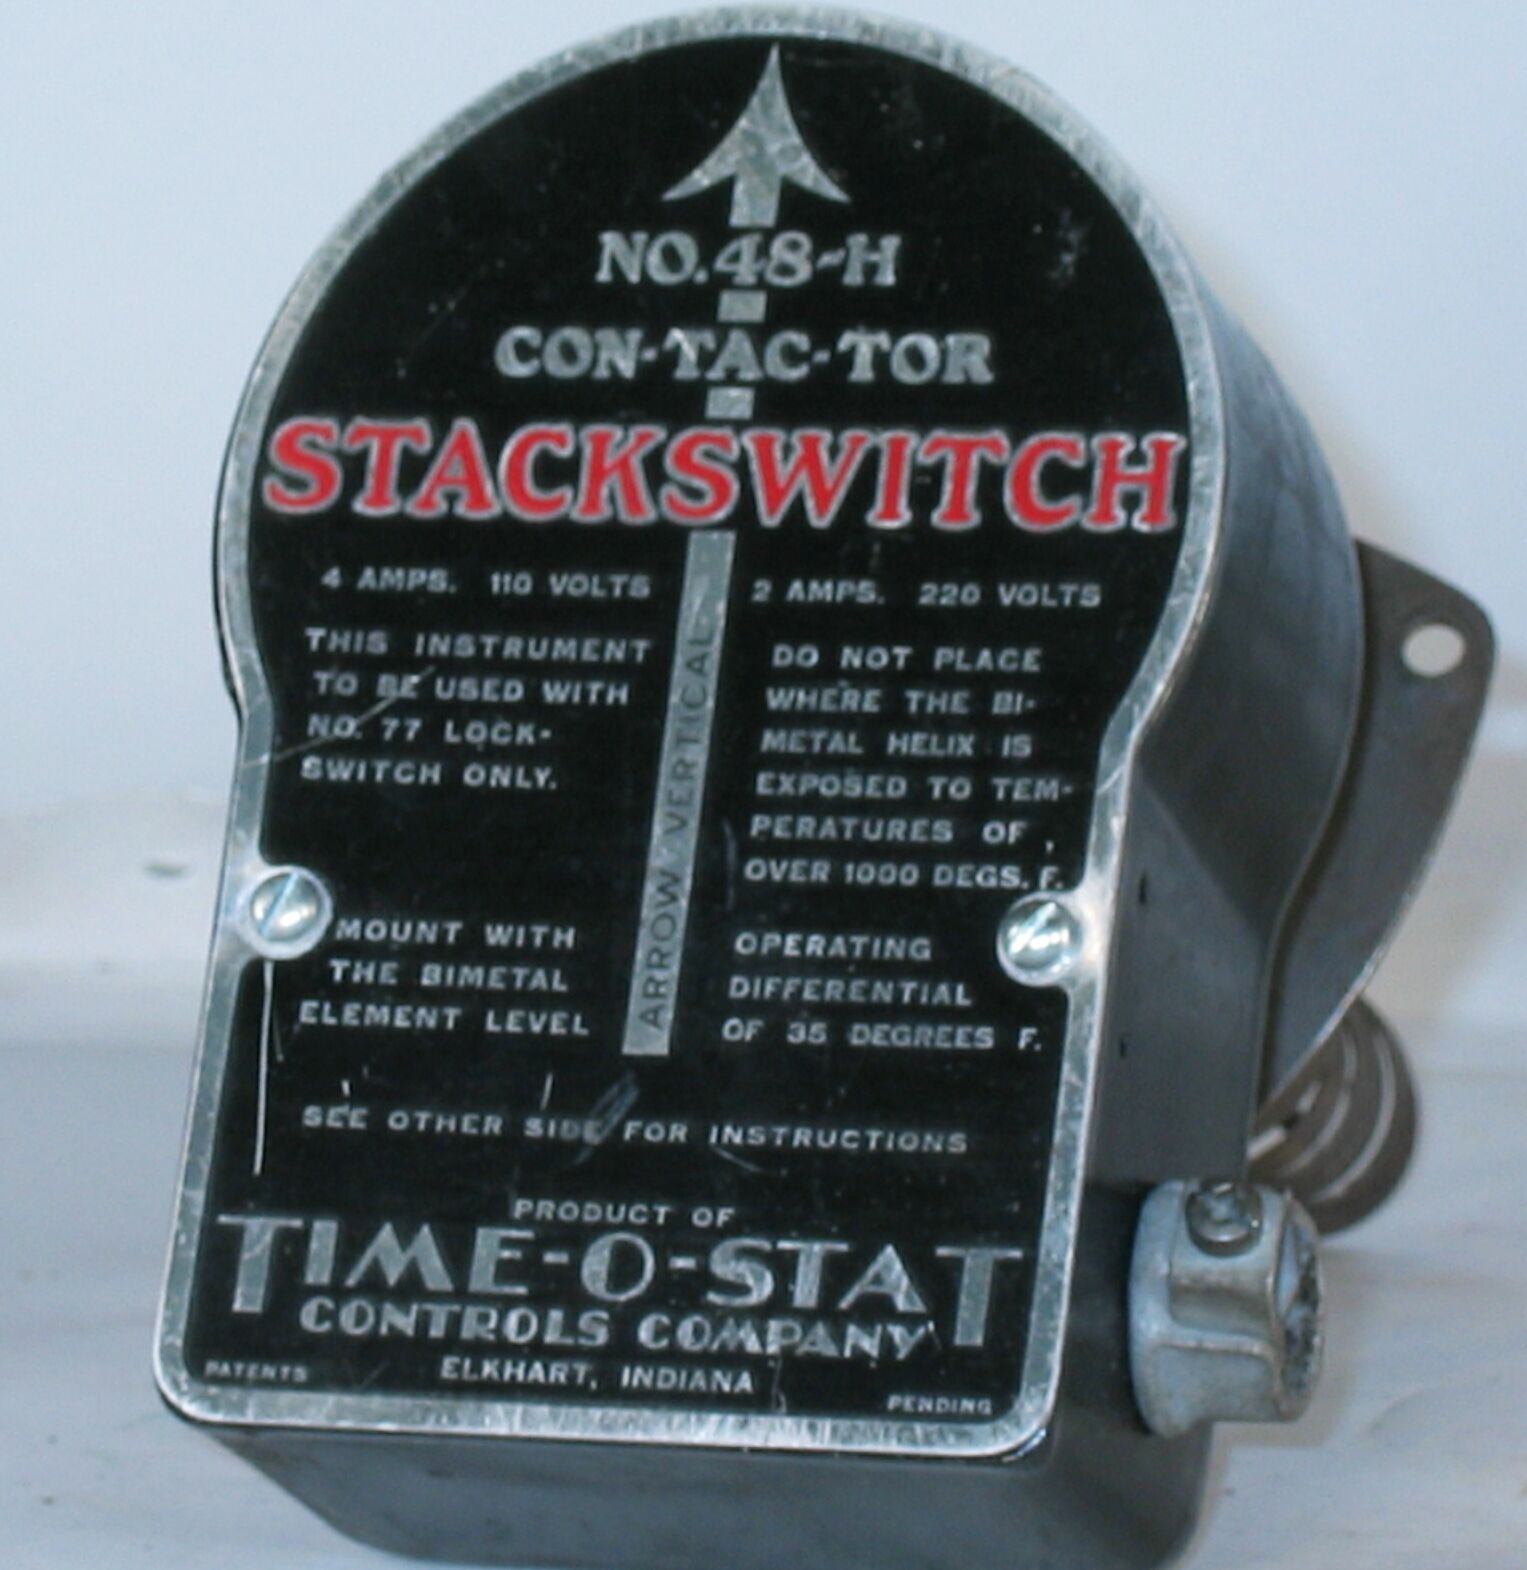 NO. 48-H
CON-TAC-TOR
STACKSWITCH
4 AMPS. 110 VOLTS
THIS INSTRUMENT
TO BE USED WITH
NO. 77 LOCK-
SWITCH ONLY.
MOUNT WITH
THE BIMETAL
ELEMENT LEVEL
ARROW VERTICAL
2 AMPS. 220 VOLTS
DO NOT PLACE
WHERE THE BI-
METAL HELIX IS
EXPOSED TO TEM-
PERATURES OF
OVER 1000 DEGS. F.
OPERATING
DIFFERENTIAL
OF 35 DEGREES F.
SEE OTHER SIDE FOR INSTRUCTIONS
PRODUCT OF
TIME-O-STAT
CONTROLS COMPANY
ELKHART, INDIANA
PATENTS PENDING